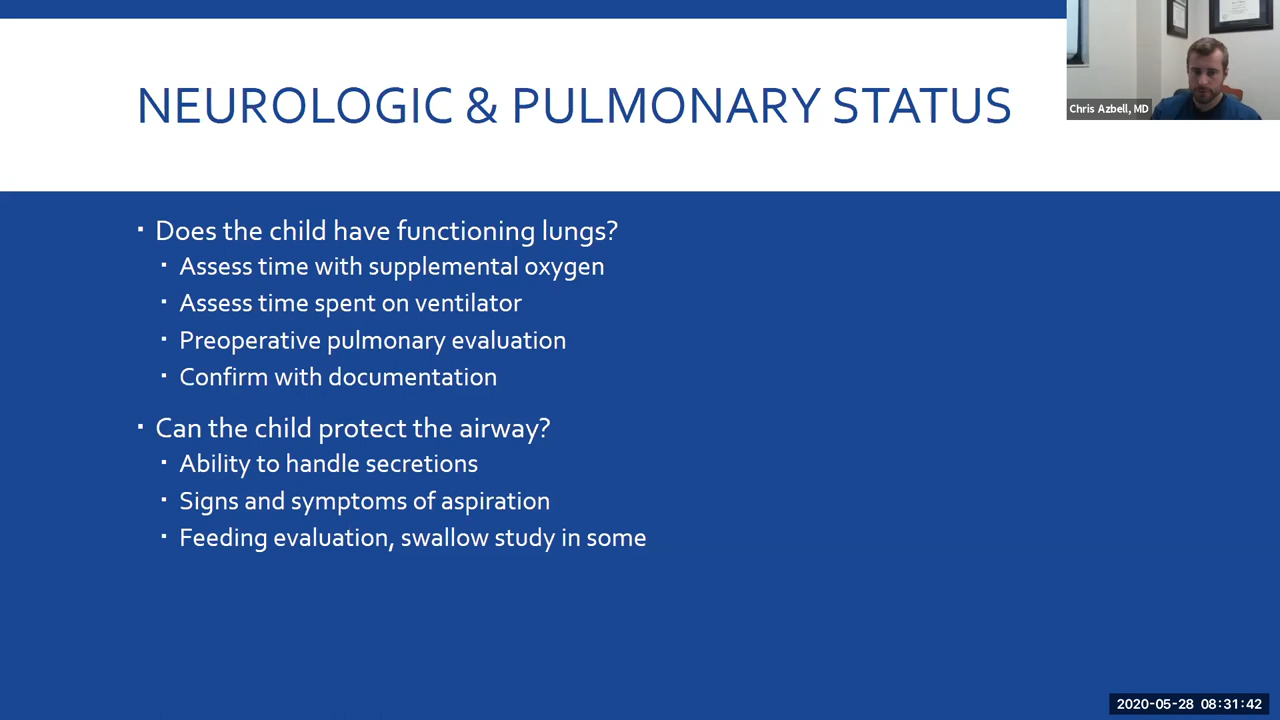 NEUROLOGIC & PULMONARY STATUS
Chris Azbell, MD
▪ Does the child have functioning lungs?
▪ Assess time with supplemental oxygen
▪ Assess time spent on ventilator
▪ Preoperative pulmonary evaluation
▪ Confirm with documentation
▪ Can the child protect the airway?
▪ Ability to handle secretions
▪ Signs and symptoms of aspiration
▪ Feeding evaluation, swallow study in some
2020-05-28 08:31:42